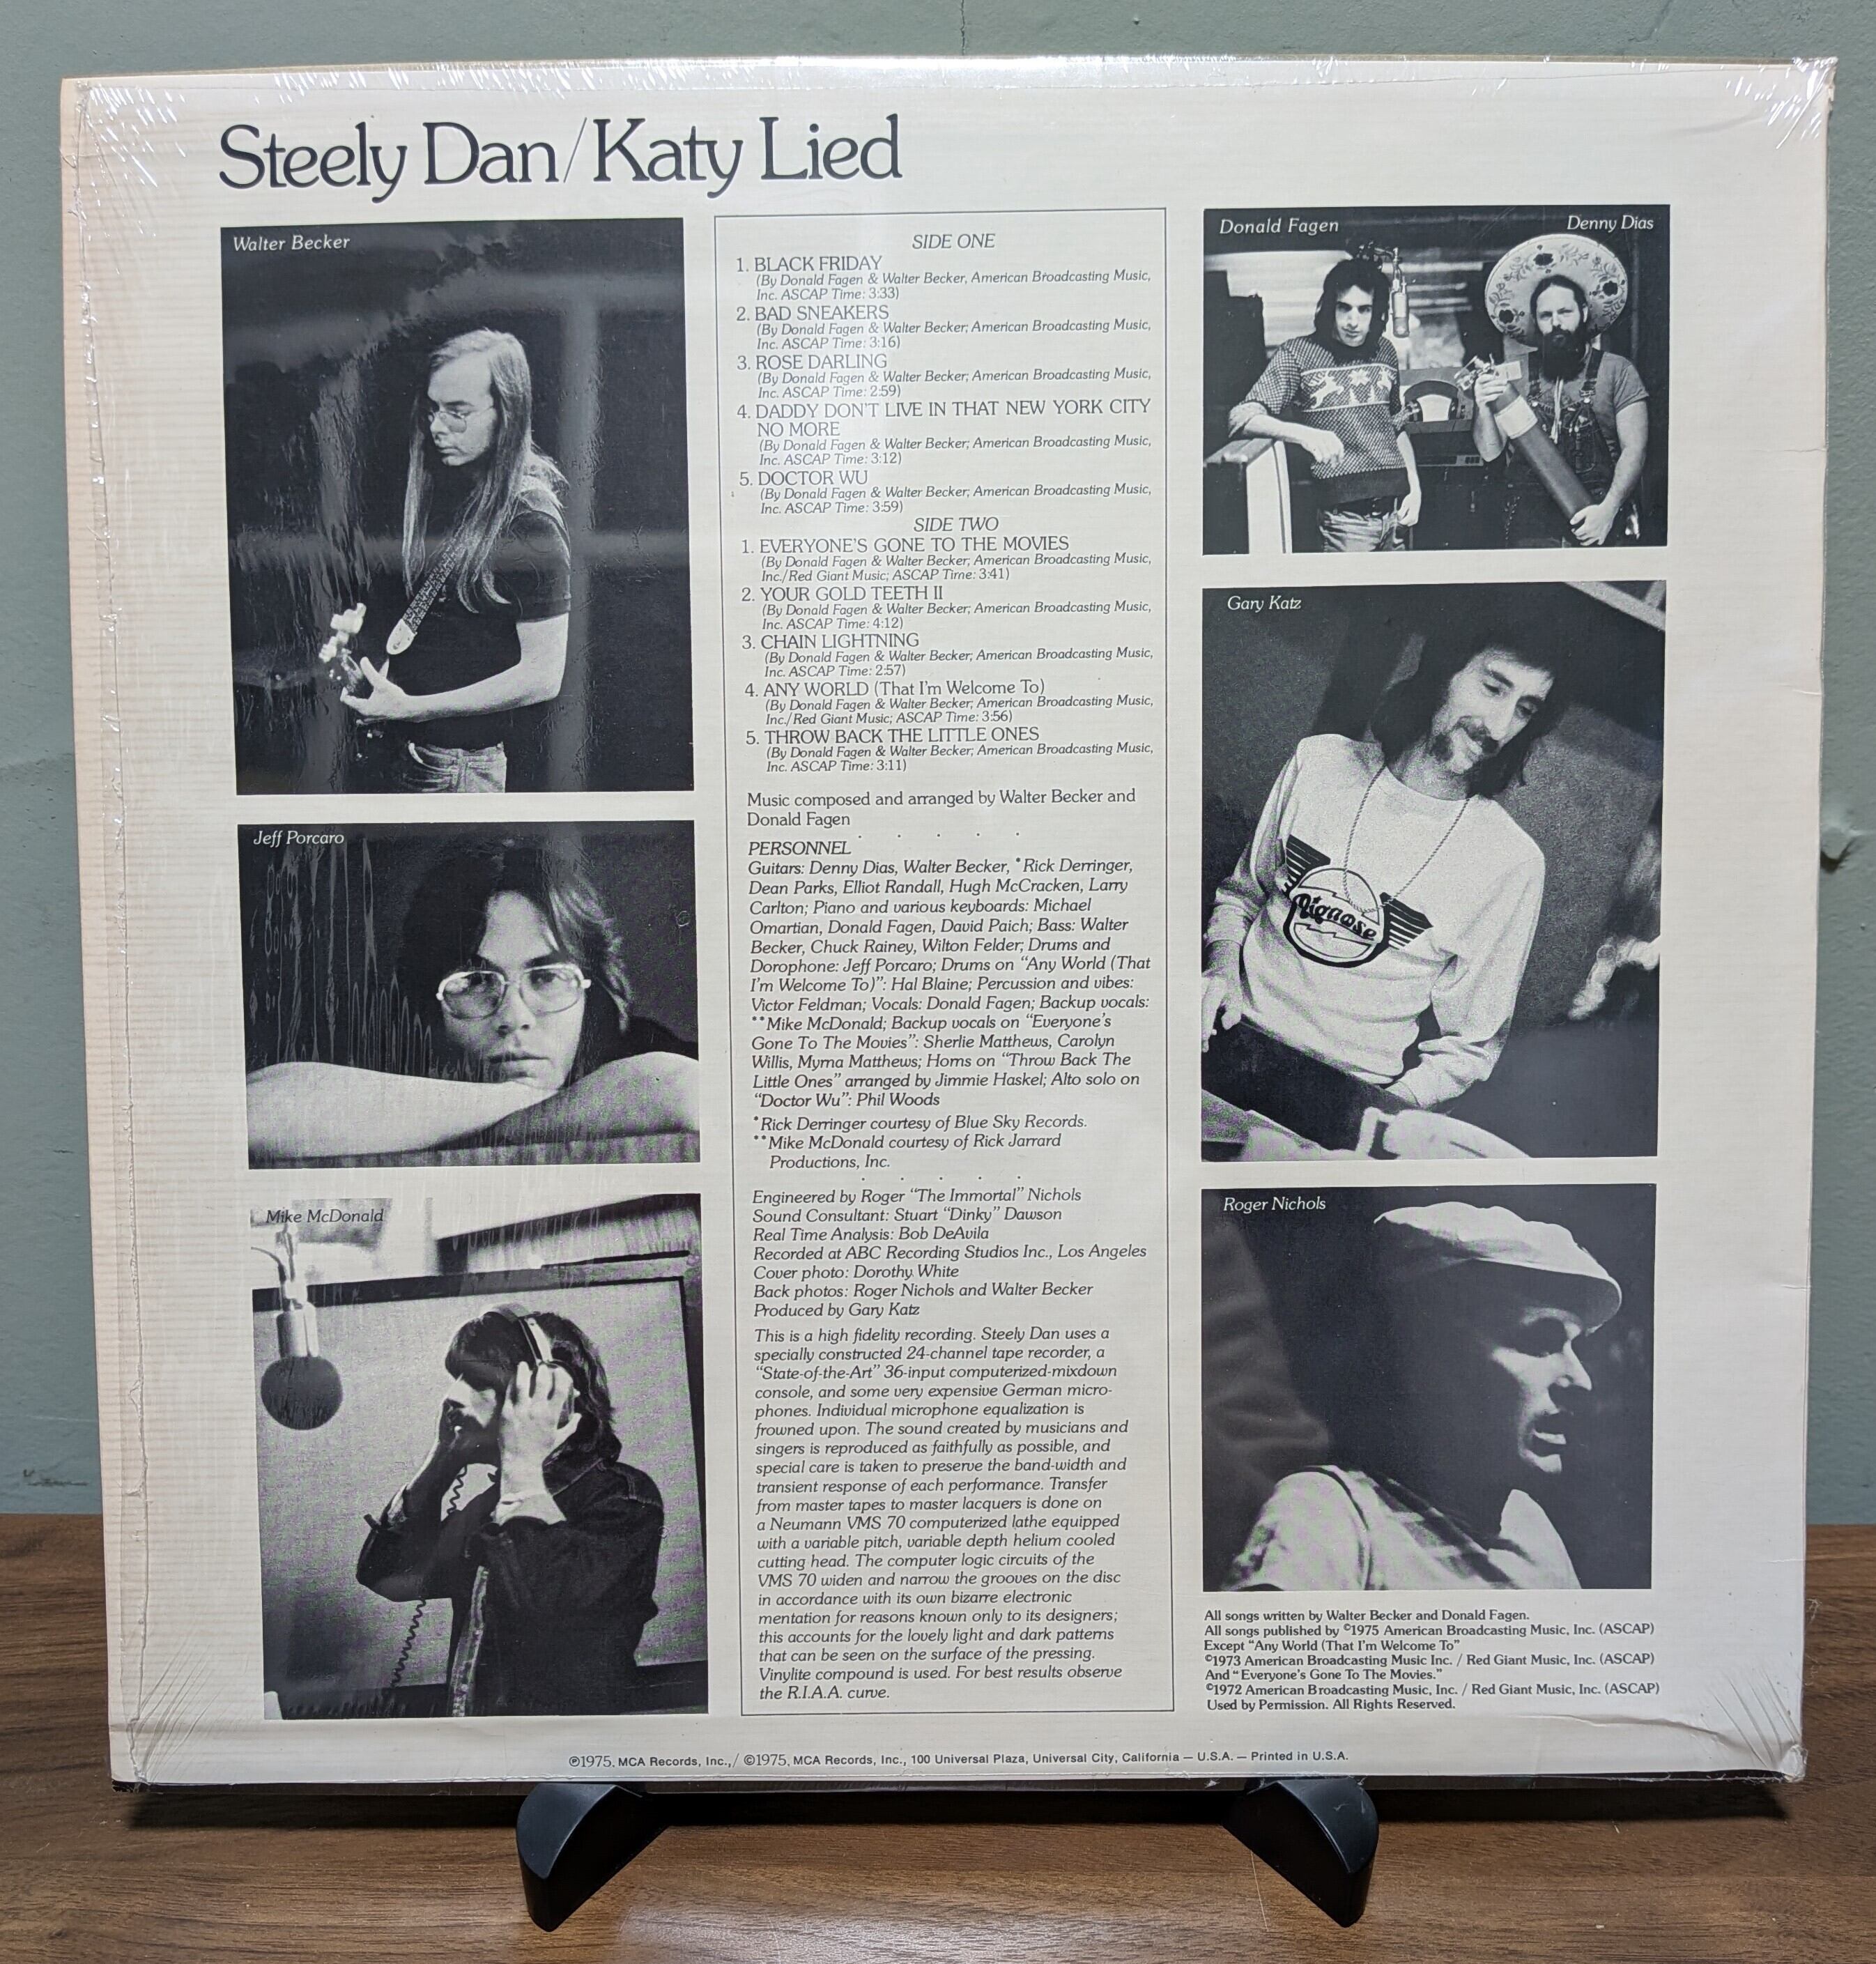 Steely Dan/Katy Lied
Walter Becker
Jeff Porcaro
Mike McDonald
SIDE ONE
1. BLACK FRIDAY
(By Donald Fagen & Walter Becker, American Broadcasting Music,
Inc. ASCAP Time: 3:33)
2. BAD SNEAKERS
(By Donald Fagen & Walter Becker; American Broadcasting Music,
Inc. ASCAP Time: 3:16)
3. ROSE DARLING
(By Donald Fagen & Walter Becker; American Broadcasting Music,
Inc. ASCAP Time: 2:59)
4. DADDY DON'T LIVE IN THAT NEW YORK CITY
NO MORE
(By Donald Fagen & Walter Becker; American Broadcasting Music,
Inc. ASCAP Time: 3:12)
5. DOCTOR WU
(By Donald Fagen & Walter Becker; American Broadcasting Music,
Inc. ASCAP Time: 3:59)
SIDE TWO
1. EVERYONE'S GONE TO THE MOVIES
(By Donald Fagen & Walter Becker; American Broadcasting Music,
Inc./Red Giant Music; ASCAP Time: 3:41)
2. YOUR GOLD TEETH II
(By Donald Fagen & Walter Becker; American Broadcasting Music,
Inc. ASCAP Time: 4:12)
3. CHAIN LIGHTNING
(By Donald Fagen & Walter Becker; American Broadcasting Music,
Inc. ASCAP Time: 2:57)
4. ANY WORLD (That I'm Welcome To)
(By Donald Fagen & Walter Becker; American Broadcasting Music,
Inc./Red Giant Music; ASCAP Time: 3:56)
5. THROW BACK THE LITTLE ONES
(By Donald Fagen & Walter Becker; American Broadcasting Music,
Inc. ASCAP Time: 3:11)
Music composed and arranged by Walter Becker and
Donald Fagen
. . . . .
PERSONNEL
Guitars: Denny Dias, Walter Becker, *Rick Derringer,
Dean Parks, Elliot Randall, Hugh McCracken, Larry
Carlton; Piano and various keyboards: Michael
Omartian, Donald Fagen, David Paich; Bass: Walter
Becker, Chuck Rainey, Wilton Felder; Drums and
Dorophone: Jeff Porcaro; Drums on "Any World (That
I'm Welcome To)": Hal Blaine; Percussion and vibes:
Victor Feldman; Vocals: Donald Fagen; Backup vocals:
**Mike McDonald; Backup vocals on "Everyone's
Gone To The Movies": Sherlie Matthews, Carolyn
Willis, Myrna Matthews; Horns on "Throw Back The
Little Ones" arranged by Jimmie Haskel; Alto solo on
"Doctor Wu": Phil Woods
*Rick Derringer courtesy of Blue Sky Records.
**Mike McDonald courtesy of Rick Jarrard
Productions, Inc.
. . . . .
Engineered by Roger "The Immortal" Nichols
Sound Consultant: Stuart "Dinky" Dawson
Real Time Analysis: Bob DeAvila
Recorded at ABC Recording Studios Inc., Los Angeles
Cover photo: Dorothy White
Back photos: Roger Nichols and Walter Becker
Produced by Gary Katz
This is a high fidelity recording. Steely Dan uses a
specially constructed 24-channel tape recorder, a
"State-of-the-Art" 36-input computerized-mixdown
console, and some very expensive German micro-
phones. Individual microphone equalization is
frowned upon. The sound created by musicians and
singers is reproduced as faithfully as possible, and
special care is taken to preserve the band-width and
transient response of each performance. Transfer
from master tapes to master lacquers is done on
a Neumann VMS 70 computerized lathe equipped
with a variable pitch, variable depth helium cooled
cutting head. The computer logic circuits of the
VMS 70 widen and narrow the grooves on the disc
in accordance with its own bizarre electronic
mentation for reasons known only to its designers;
this accounts for the lovely light and dark patterns
that can be seen on the surface of the pressing.
Vinylite compound is used. For best results observe
the R.I.A.A. curve.
Donald Fagen
Denny Dias
Gary Katz
Pignose
Roger Nichols
All songs written by Walter Becker and Donald Fagen.
All songs published by ©1975 American Broadcasting Music, Inc. (ASCAP)
Except "Any World (That I'm Welcome To"
©1973 American Broadcasting Music Inc. / Red Giant Music, Inc. (ASCAP)
And "Everyone's Gone To The Movies."
©1972 American Broadcasting Music, Inc. / Red Giant Music, Inc. (ASCAP)
Used by Permission. All Rights Reserved.
℗1975, MCA Records, Inc., / ©1975, MCA Records, Inc., 100 Universal Plaza, Universal City, California — U.S.A. — Printed in U.S.A.